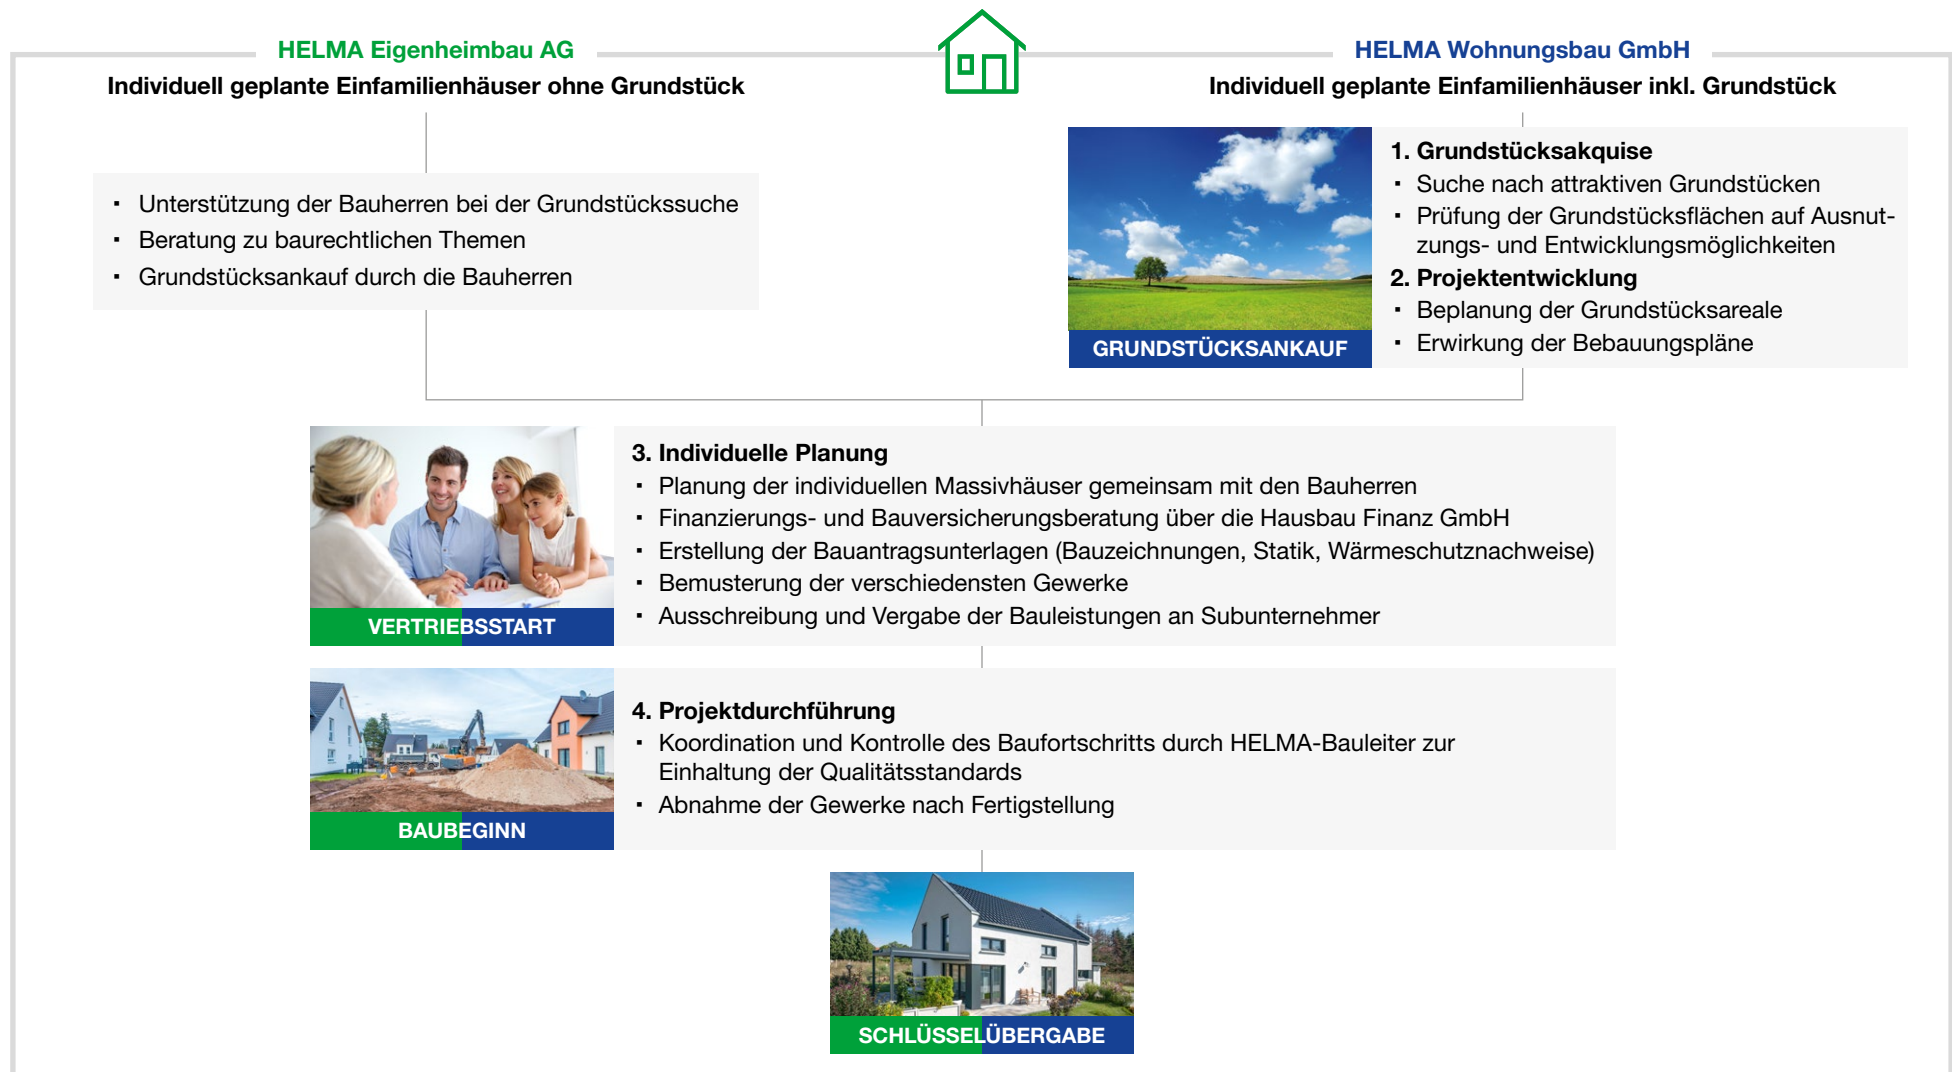 HELMA Eigenheimbau AG
Individuell geplante Einfamilienhäuser ohne Grundstück
▪ Unterstützung der Bauherren bei der Grundstückssuche
▪ Beratung zu baurechtlichen Themen
▪ Grundstücksankauf durch die Bauherren
HELMA Wohnungsbau GmbH
Individuell geplante Einfamilienhäuser inkl. Grundstück
GRUNDSTÜCKSANKAUF
1. Grundstücksakquise
▪ Suche nach attraktiven Grundstücken
▪ Prüfung der Grundstücksflächen auf Ausnut-
zungs- und Entwicklungsmöglichkeiten
2. Projektentwicklung
▪ Beplanung der Grundstücksareale
▪ Erwirkung der Bebauungspläne
VERTRIEBSSTART
3. Individuelle Planung
▪ Planung der individuellen Massivhäuser gemeinsam mit den Bauherren
▪ Finanzierungs- und Bauversicherungsberatung über die Hausbau Finanz GmbH
▪ Erstellung der Bauantragsunterlagen (Bauzeichnungen, Statik, Wärmeschutznachweise)
▪ Bemusterung der verschiedensten Gewerke
▪ Ausschreibung und Vergabe der Bauleistungen an Subunternehmer
BAUBEGINN
4. Projektdurchführung
▪ Koordination und Kontrolle des Baufortschritts durch HELMA-Bauleiter zur
Einhaltung der Qualitätsstandards
▪ Abnahme der Gewerke nach Fertigstellung
SCHLÜSSELÜBERGABE